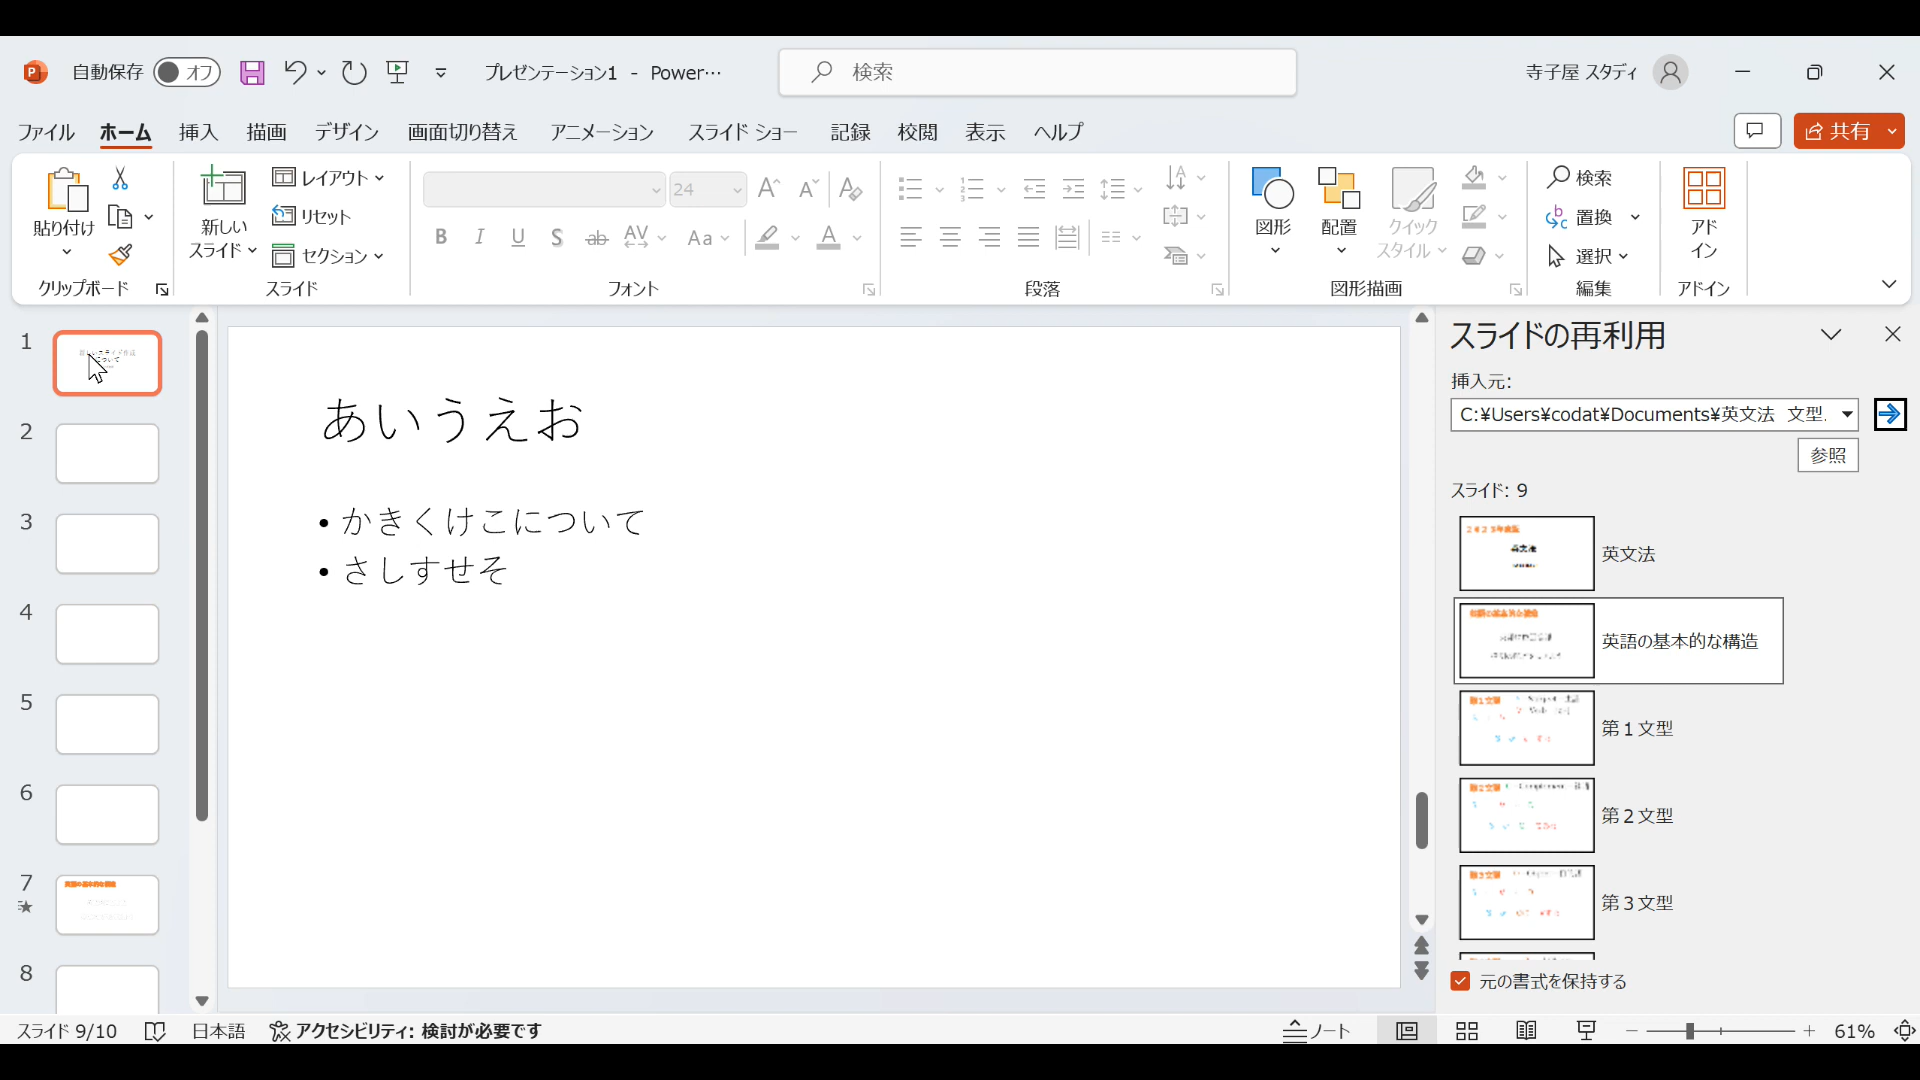 自動保存 オフ プレゼンテーション1 - Power… 検索 寺子屋 スタディ
ファイル ホーム 挿入 描画 デザイン 画面切り替え アニメーション スライド ショー 記録 校閲 表示 ヘルプ 共有
貼り付け
クリップボード
新しい
スライド
レイアウト
リセット
セクション
スライド
24
B I U S ab AV Aa A
フォント
段落
図形
配置
クイック
スタイル
図形描画
検索
置換
選択
編集
アド
イン
アドイン
1
2
3
4
5
6
7
8
あいうえお
• かきくけこについて
• さしすせそ
スライドの再利用
挿入元:
C:¥Users¥codat¥Documents¥英文法 文型.
参照
スライド: 9
英文法
英語の基本的な構造
第1文型
第2文型
第3文型
元の書式を保持する
スライド 9/10 日本語 アクセシビリティ: 検討が必要です ノート 61%